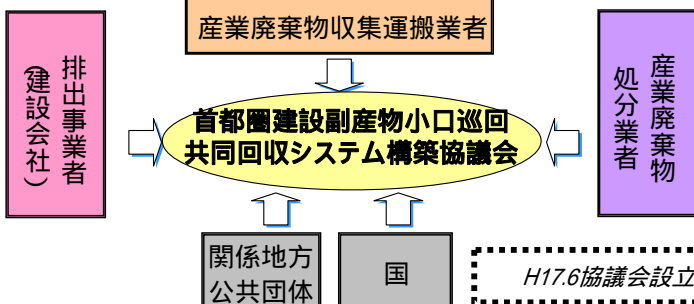 産業廃棄物収集運搬業者
排出事業者
(建設会社)
首都圏建設副産物小口巡回
共同回収システム構築協議会
産業廃棄物
処分業者
関係地方
公共団体
国
H17.6協議会設立